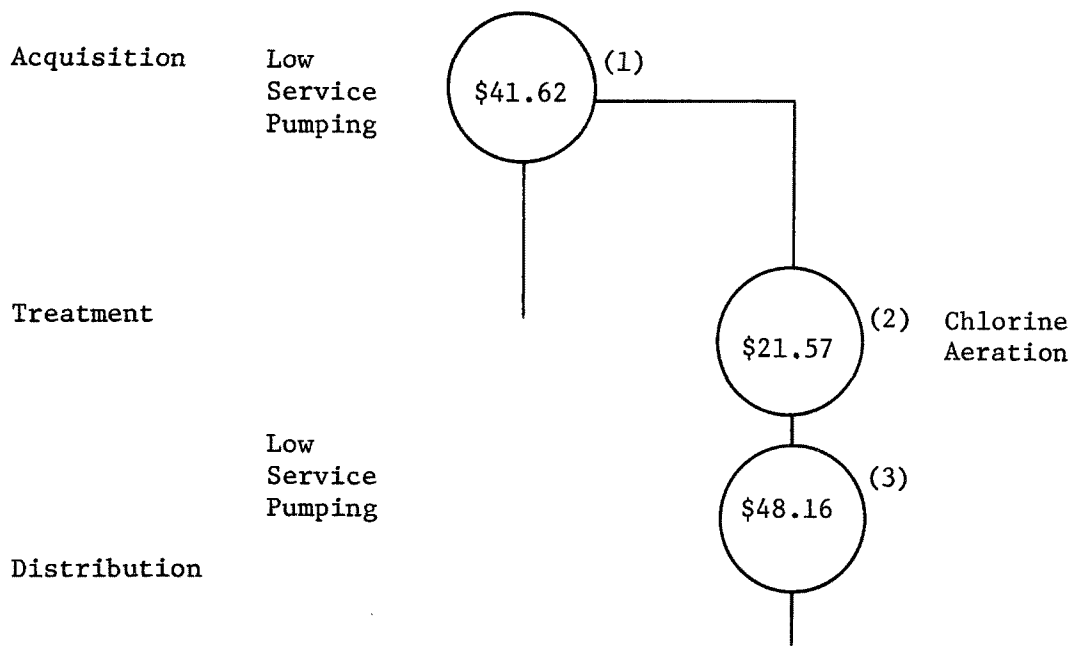 Acquisition
Low
Service
Pumping
$41.62
(1)
Treatment
$21.57
(2)
Chlorine
Aeration
Low
Service
Pumping
$48.16
(3)
Distribution